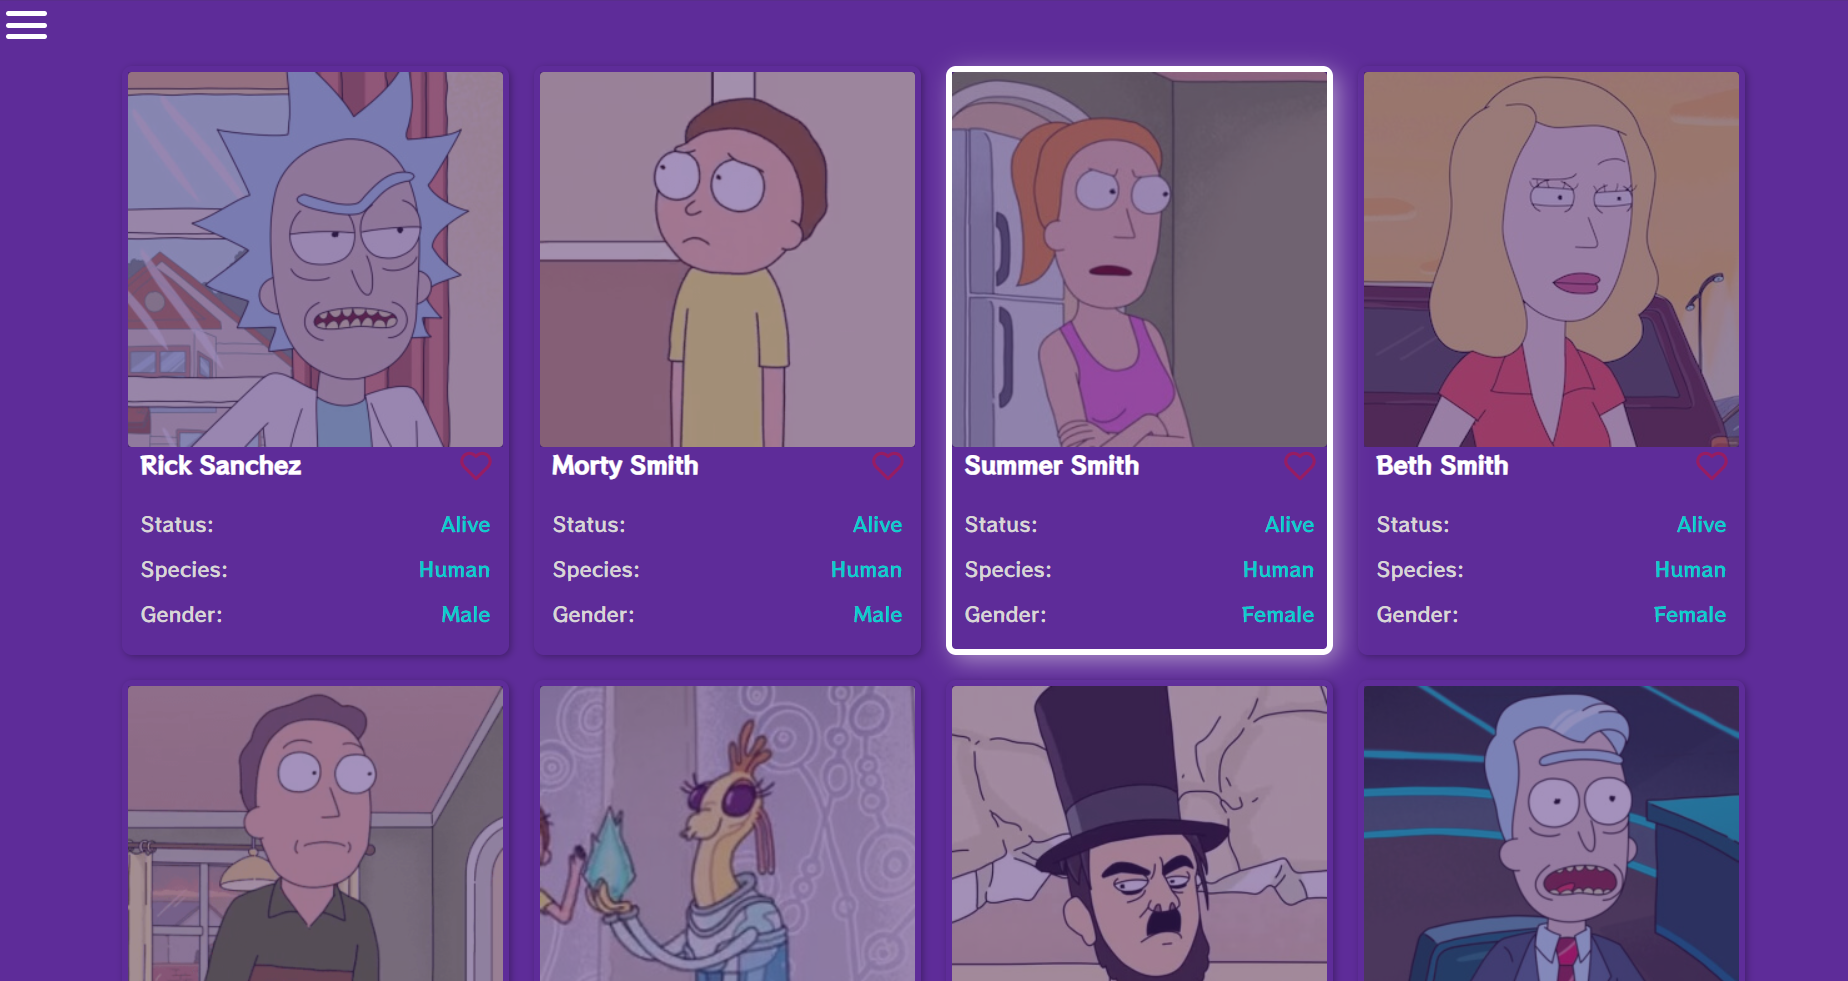 Rick Sanchez
Status: Alive
Species: Human
Gender: Male
Morty Smith
Status: Alive
Species: Human
Gender: Male
Summer Smith
Status: Alive
Species: Human
Gender: Female
Beth Smith
Status: Alive
Species: Human
Gender: Female